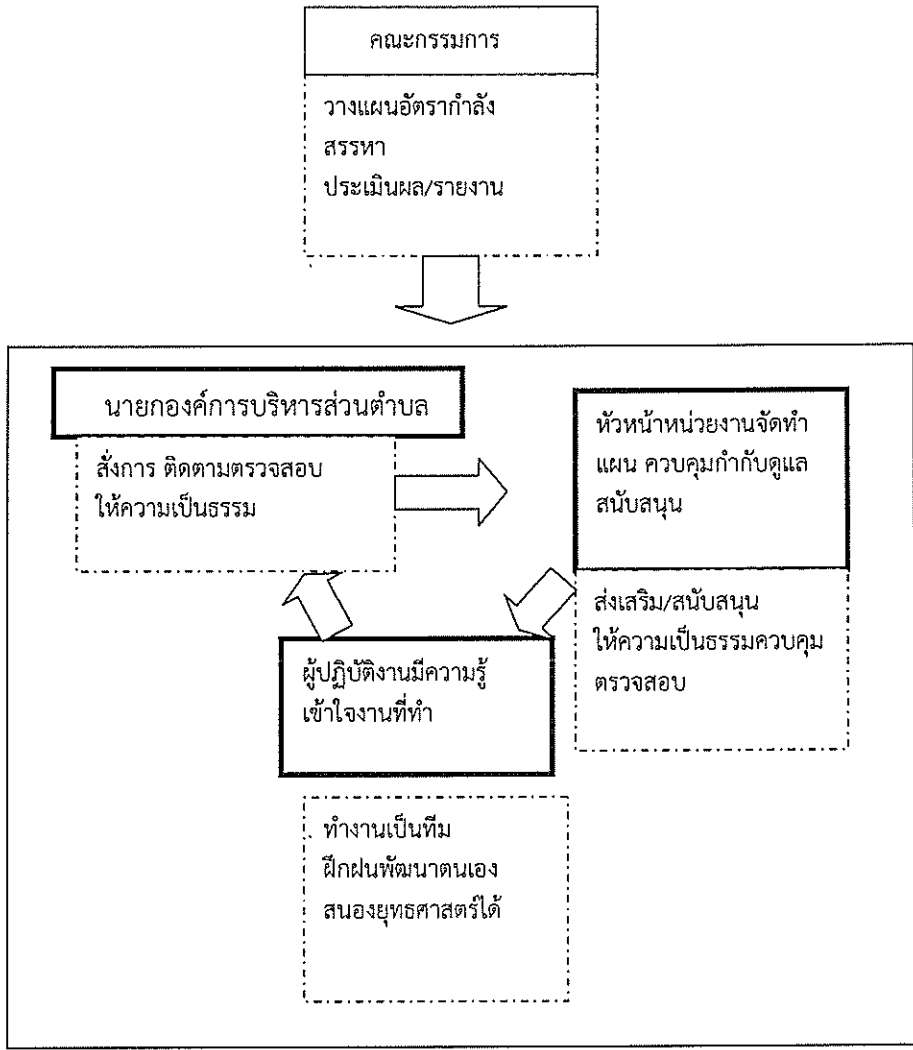 คณะกรรมการ
วางแผนอัตรากำลัง
สรรหา
ประเมินผล/รายงาน
นายกองค์การบริหารส่วนตำบล
สั่งการ ติดตามตรวจสอบ
ให้ความเป็นธรรม
หัวหน้าหน่วยงานจัดทำ
แผน ควบคุมกำกับดูแล
สนับสนุน
ส่งเสริม/สนับสนุน
ให้ความเป็นธรรมควบคุม
ตรวจสอบ
ผู้ปฏิบัติงานมีความรู้
เข้าใจงานที่ทำ
ทำงานเป็นทีม
ฝึกฝนพัฒนาตนเอง
สนองยุทธศาสตร์ได้